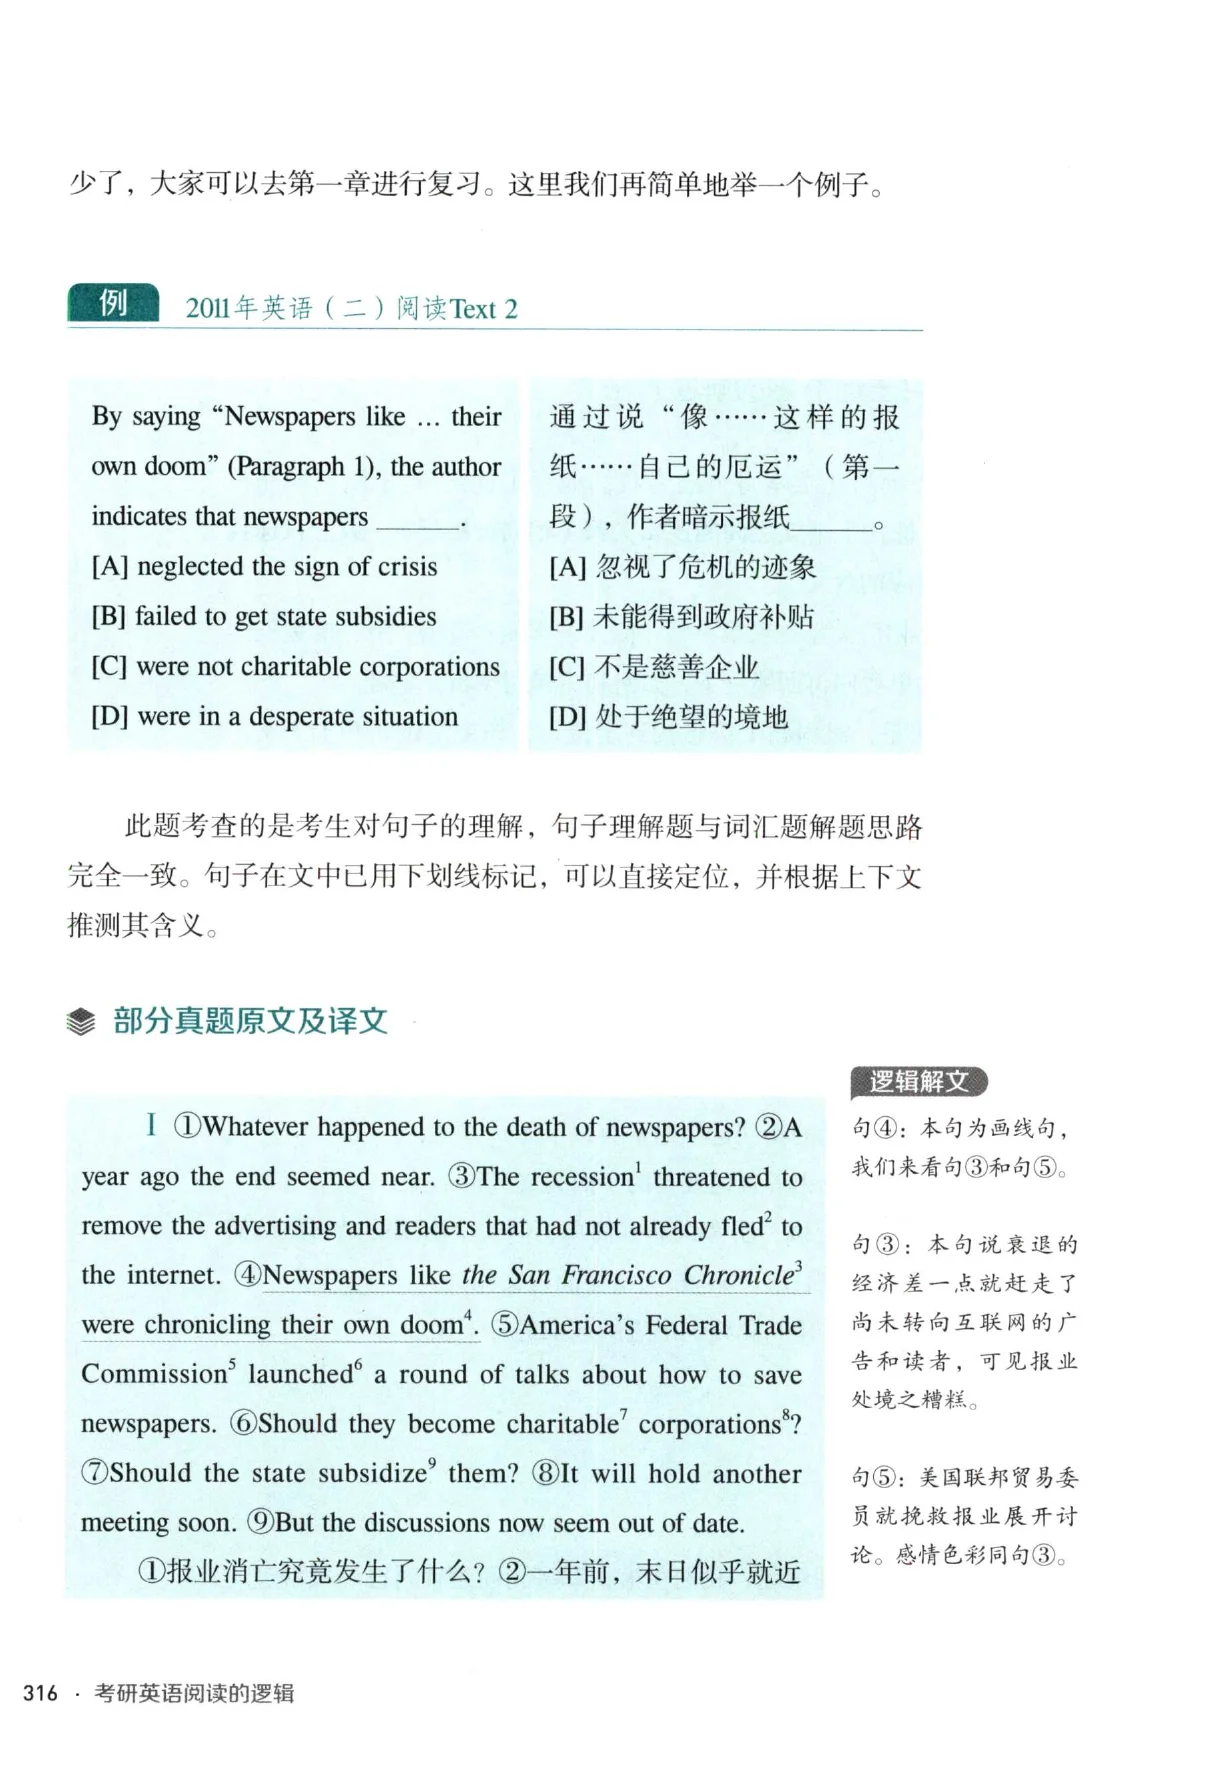 少了，大家可以去第一章进行复习。这里我们再简单地举一个例子。
例 2011年英语（二）阅读Text 2
By saying “Newspapers like … their
own doom” (Paragraph 1), the author
indicates that newspapers ______.
[A] neglected the sign of crisis
[B] failed to get state subsidies
[C] were not charitable corporations
[D] were in a desperate situation
通过说“像……这样的报
纸……自己的厄运”（第一
段），作者暗示报纸______。
[A] 忽视了危机的迹象
[B] 未能得到政府补贴
[C] 不是慈善企业
[D] 处于绝望的境地
此题考查的是考生对句子的理解，句子理解题与词汇题解题思路
完全一致。句子在文中已用下划线标记，可以直接定位，并根据上下文
推测其含义。
部分真题原文及译文
I ①Whatever happened to the death of newspapers? ②A
year ago the end seemed near. ③The recession¹ threatened to
remove the advertising and readers that had not already fled² to
the internet. ④Newspapers like the San Francisco Chronicle³
were chronicling their own doom⁴. ⑤America’s Federal Trade
Commission⁵ launched⁶ a round of talks about how to save
newspapers. ⑥Should they become charitable⁷ corporations⁸?
⑦Should the state subsidize⁹ them? ⑧It will hold another
meeting soon. ⑨But the discussions now seem out of date.
①报业消亡究竟发生了什么？②一年前，末日似乎就近
逻辑解文
句④：本句为画线句，
我们来看句③和句⑤。
句③：本句说衰退的
经济差一点就赶走了
尚未转向互联网的广
告和读者，可见报业
处境之糟糕。
句⑤：美国联邦贸易委
员就挽救报业展开讨
论。感情色彩同句③。
316 · 考研英语阅读的逻辑